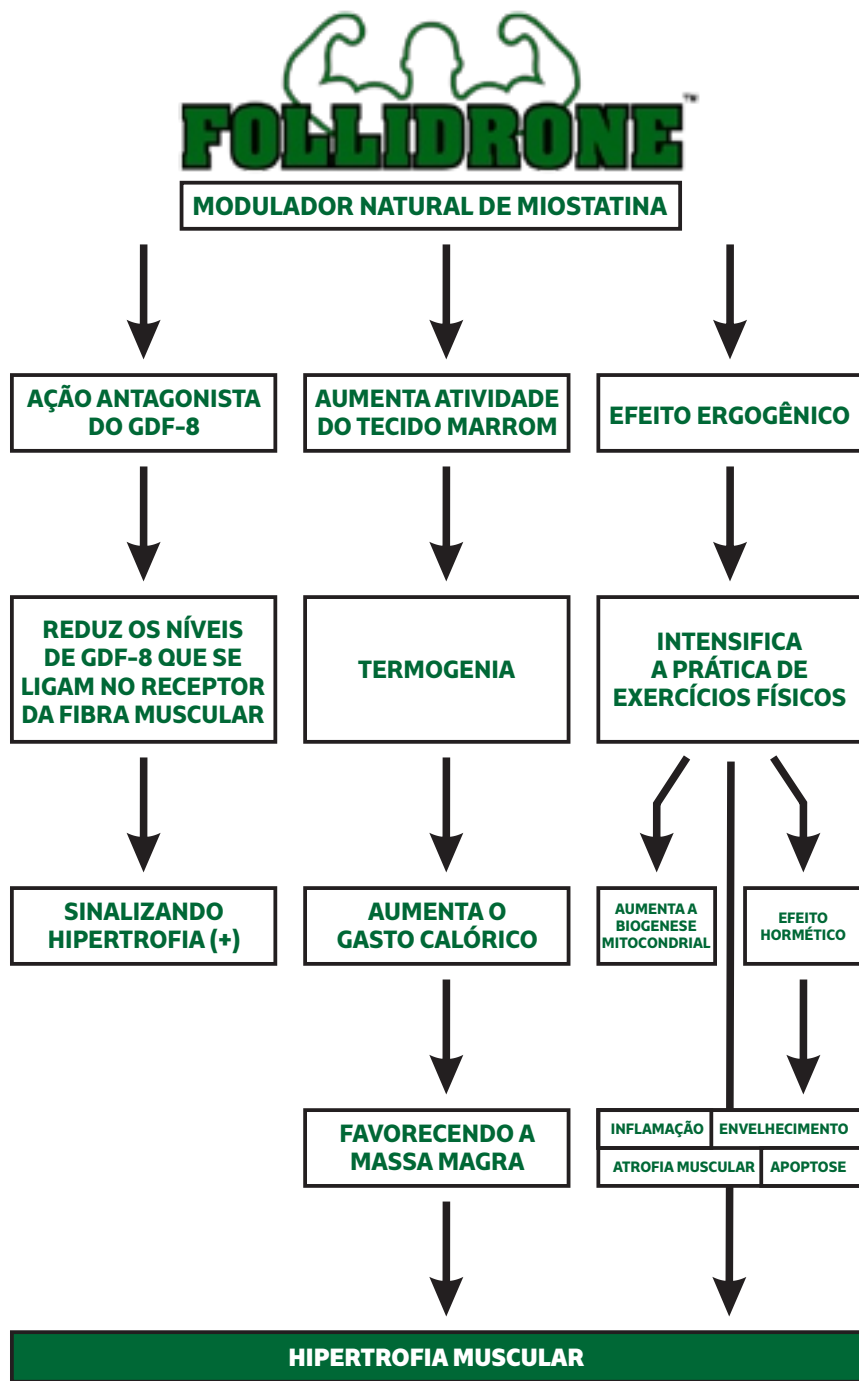 FOLLIDRONE™
MODULADOR NATURAL DE MIOSTATINA
AÇÃO ANTAGONISTA
DO GDF-8
AUMENTA ATIVIDADE
DO TECIDO MARROM
EFEITO ERGOGÊNICO
REDUZ OS NÍVEIS
DE GDF-8 QUE SE
LIGAM NO RECEPTOR
DA FIBRA MUSCULAR
TERMOGENIA
INTENSIFICA
A PRÁTICA DE
EXERCÍCIOS FÍSICOS
SINALIZANDO
HIPERTROFIA (+)
AUMENTA O
GASTO CALÓRICO
AUMENTA A
BIOGENESE
MITOCONDRIAL
EFEITO
HORMÉTICO
FAVORECENDO A
MASSA MAGRA
INFLAMAÇÃO
ENVELHECIMENTO
ATROFIA MUSCULAR
APOPTOSE
HIPERTROFIA MUSCULAR